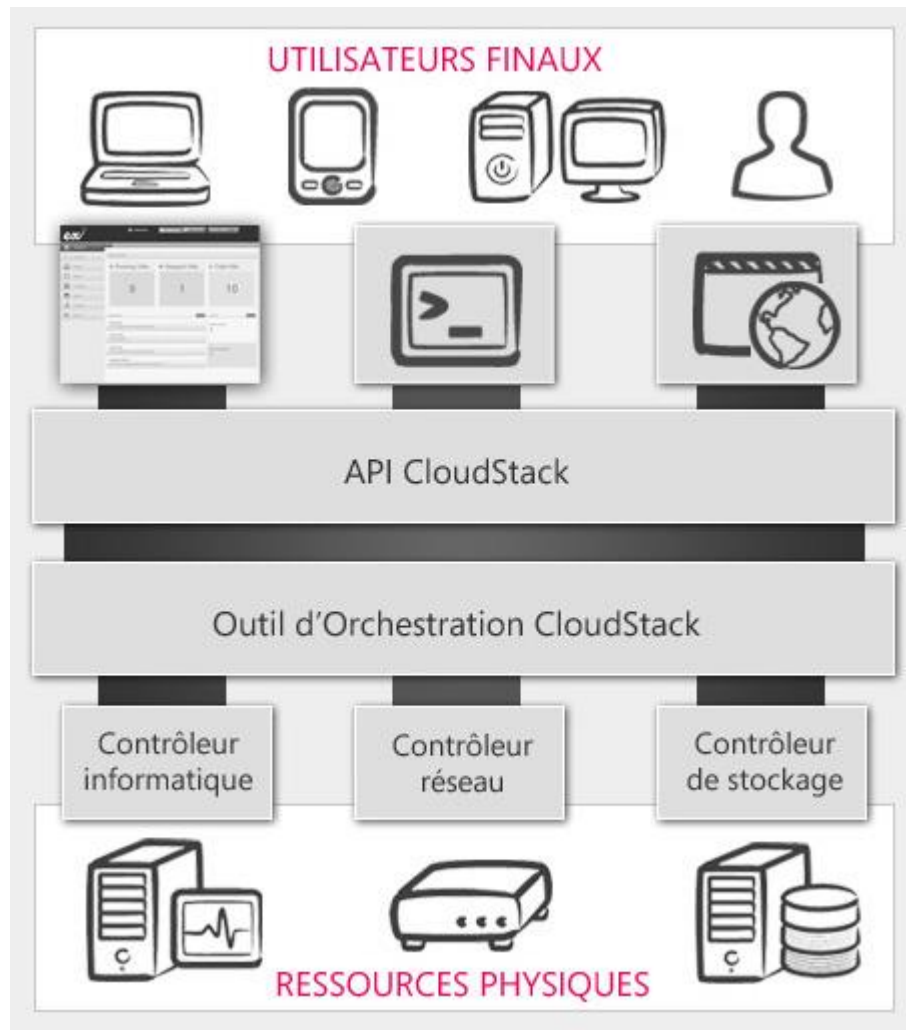 UTILISATEURS FINAUX
API CloudStack
Outil d'Orchestration CloudStack
Contrôleur
informatique
Contrôleur
réseau
Contrôleur
de stockage
RESSOURCES PHYSIQUES